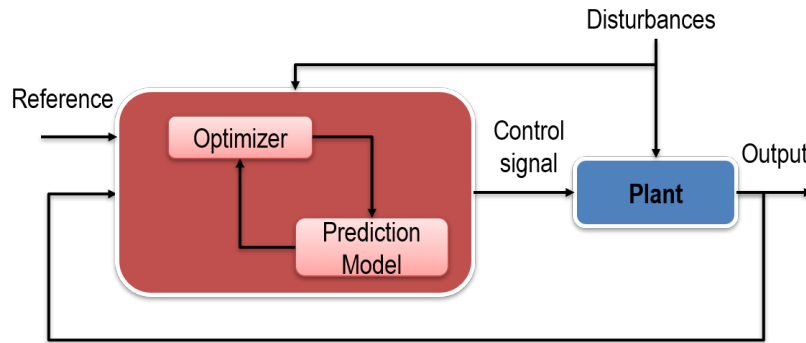 Disturbances
Reference
Optimizer
Prediction
Model
Control
signal
Plant
Output